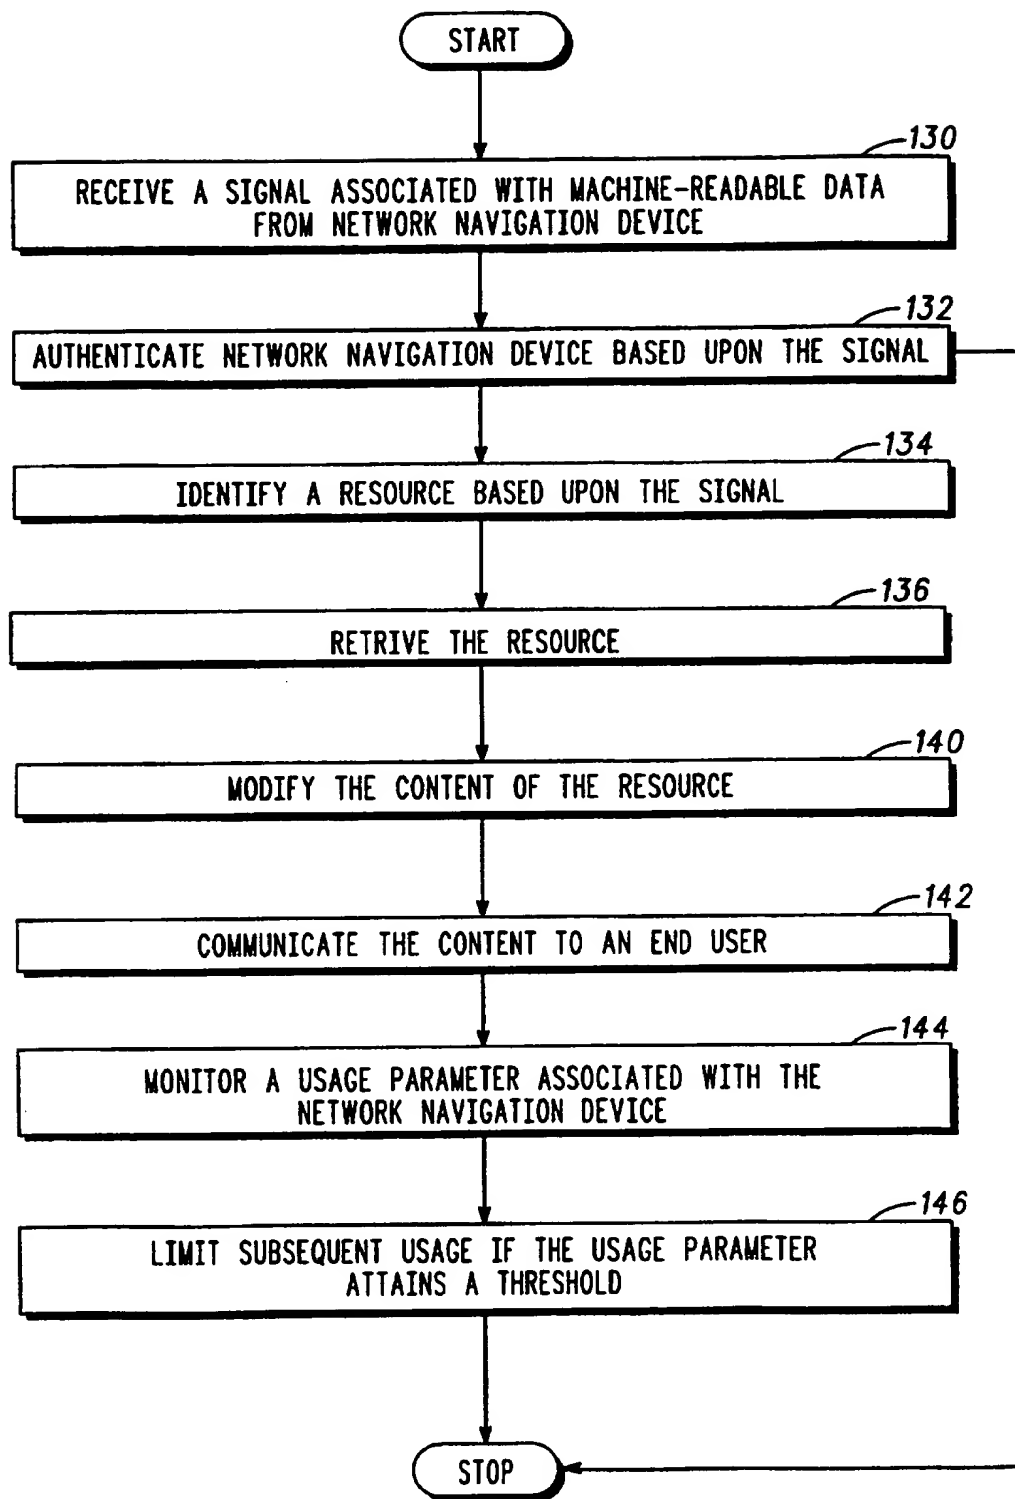 START
130
RECEIVE A SIGNAL ASSOCIATED WITH MACHINE-READABLE DATA
FROM NETWORK NAVIGATION DEVICE
132
AUTHENTICATE NETWORK NAVIGATION DEVICE BASED UPON THE SIGNAL
134
IDENTIFY A RESOURCE BASED UPON THE SIGNAL
136
RETRIVE THE RESOURCE
140
MODIFY THE CONTENT OF THE RESOURCE
142
COMMUNICATE THE CONTENT TO AN END USER
144
MONITOR A USAGE PARAMETER ASSOCIATED WITH THE
NETWORK NAVIGATION DEVICE
146
LIMIT SUBSEQUENT USAGE IF THE USAGE PARAMETER
ATTAINS A THRESHOLD
STOP